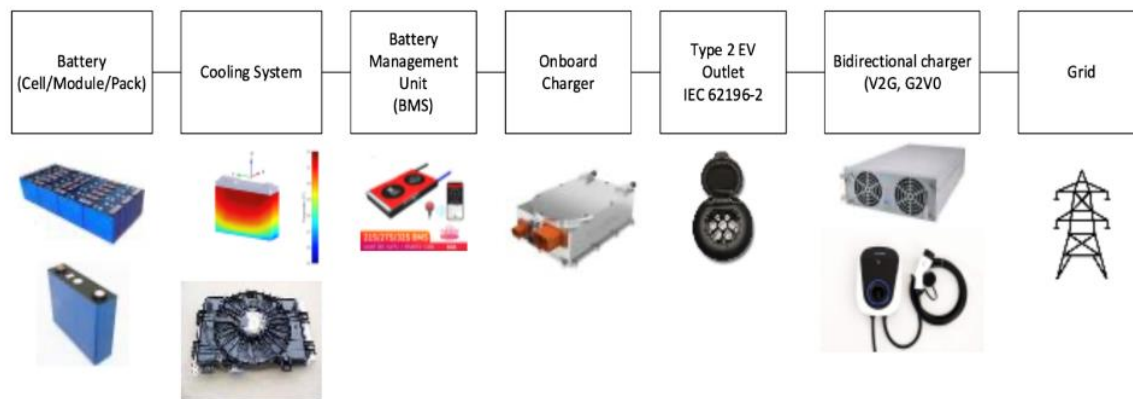 Battery
(Cell/Module/Pack)
Cooling System
Battery
Management
Unit
(BMS)
Onboard
Charger
Type 2 EV
Outlet
IEC 62196-2
Bidirectional charger
(V2G, G2V0
Grid